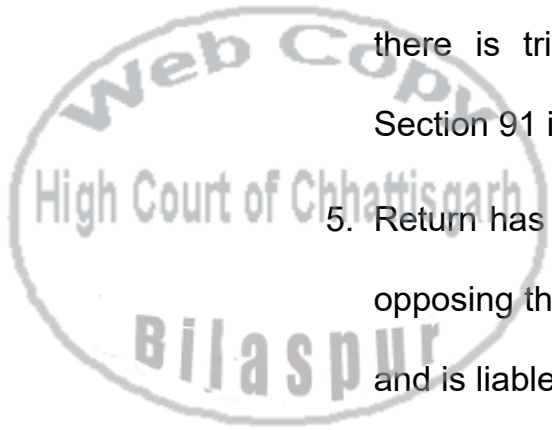 Web Copy
there is tri
Section 91 i
High Court of Chhattisgarh
5. Return has
opposing th
Bilaspur
and is liable